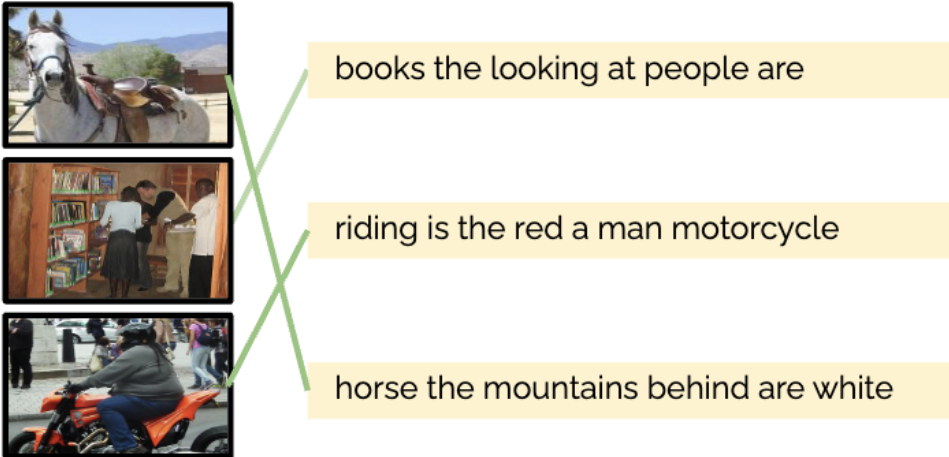 books the looking at people are
riding is the red a man motorcycle
horse the mountains behind are white